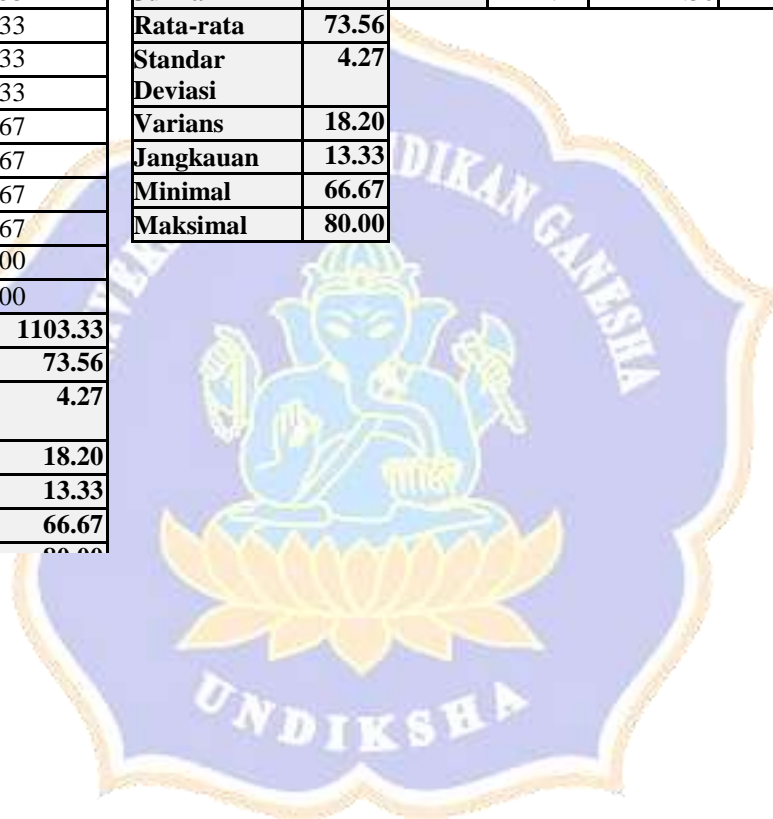 33
33
33
67
67
67
67
00
00
1103.33
73.56
4.27
18.20
13.33
66.67
80.00
Rata-rata 73.56
Standar 4.27
Deviasi
Varians 18.20
Jangkauan 13.33
Minimal 66.67
Maksimal 80.00
DIKAN GANESHA
UNDIKSHA